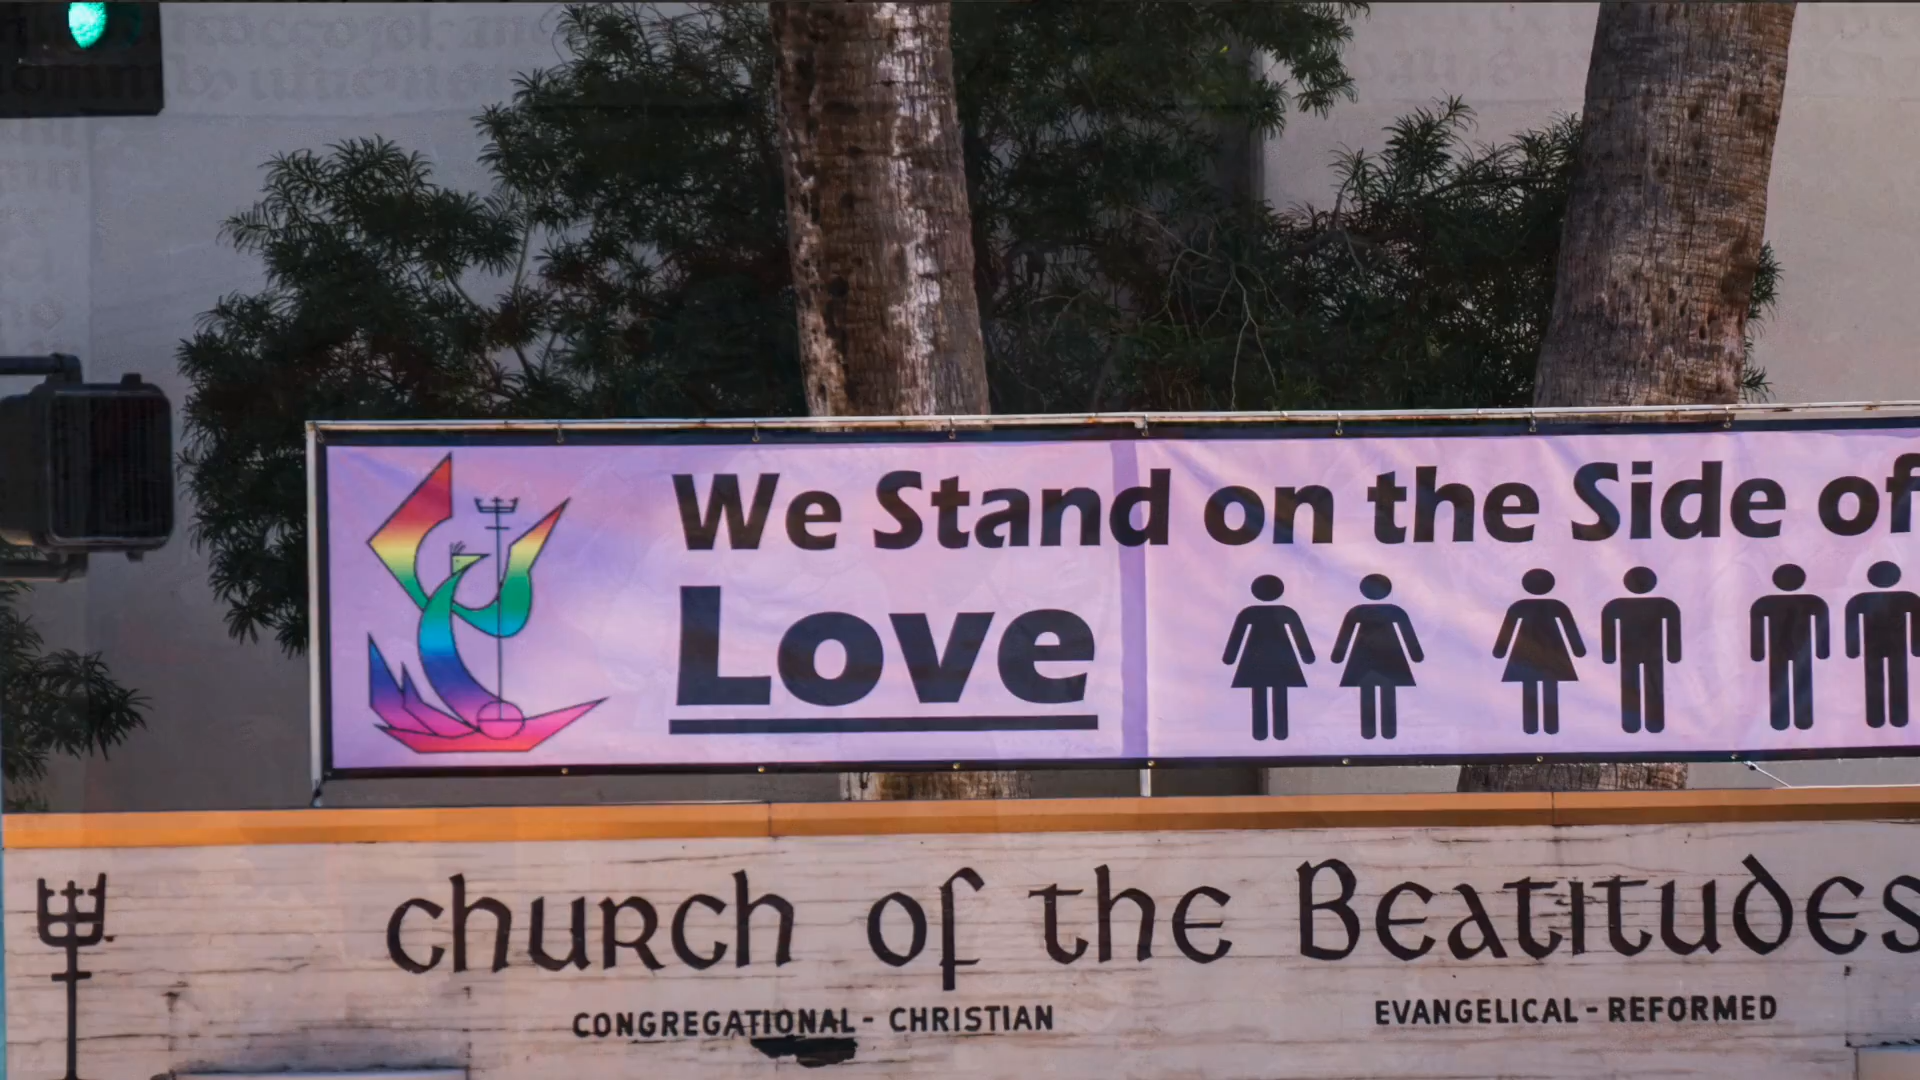 We Stand on the Side of
Love
church of the Beatitudes
CONGREGATIONAL - CHRISTIAN
EVANGELICAL - REFORMED